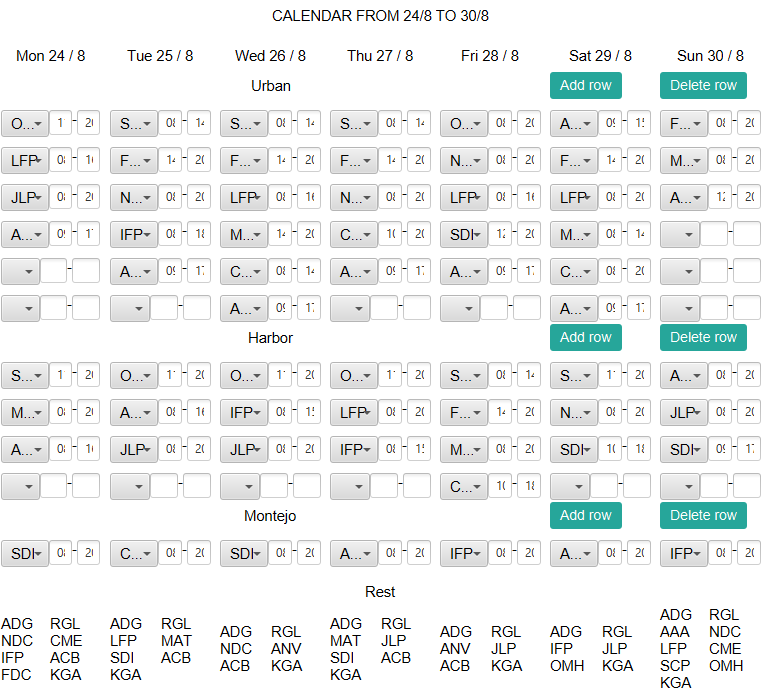 CALENDAR FROM 24/8 TO 30/8
Mon 24 / 8 Tue 25 / 8 Wed 26 / 8 Thu 27 / 8 Fri 28 / 8 Sat 29 / 8 Sun 30 / 8
Urban Add row Delete row
O... - S... 08 - 14 S... 08 - 14 S... 08 - 14 O... 08 - 20 A... 09 - 15 F... 08 - 20
LFP 08 - 16 F... 14 - 20 F... 14 - 20 F... 14 - 20 N... 08 - 20 F... 14 - 20 M... 08 - 20
JLP 08 - 20 N... 08 - 20 LFP 08 - 16 N... 08 - 20 LFP 08 - 16 LFP 08 - 20 A... 12 - 20
A... 09 - 17 IFP 08 - 18 M... 14 - 20 C... 10 - 20 SDI 12 - 20 M... 08 - 14 -
- A... 09 - 17 C... 08 - 14 A... 09 - 17 A... 09 - 17 C... 08 - 20 -
- - A... 09 - 17 - - A... 09 - 17 -
Harbor Add row Delete row
S... - 20 O... 20 O... 20 O... 20 S... 08 - 14 S... 20 A... 08 - 20
M... 08 - 20 A... 08 - 16 IFP 08 - 15 LFP 08 - 20 F... 14 - 20 N... 08 - 20 JLP 08 - 20
A... 08 - 16 JLP 08 - 20 JLP 08 - 20 IFP 08 - 15 M... 08 - 20 SDI 10 - 18 SDI 09 - 17
- - - - C... 10 - 18 - -
Montejo Add row Delete row
SDI 08 - 20 C... 08 - 20 SDI 08 - 20 A... 08 - 20 IFP 08 - 20 A... 08 - 20 IFP 08 - 20
Rest
ADG RGL ADG RGL ADG RGL ADG RGL ADG RGL ADG RGL ADG RGL
NDC CME LFP MAT NDC ANV MAT JLP ANV JLP IFP JLP AAA NDC
IFP ACB SDI ACB ACB KGA SDI ACB ACB KGA OMH KGA LFP CME
FDC KGA KGA KGA SCP OMH
KGA